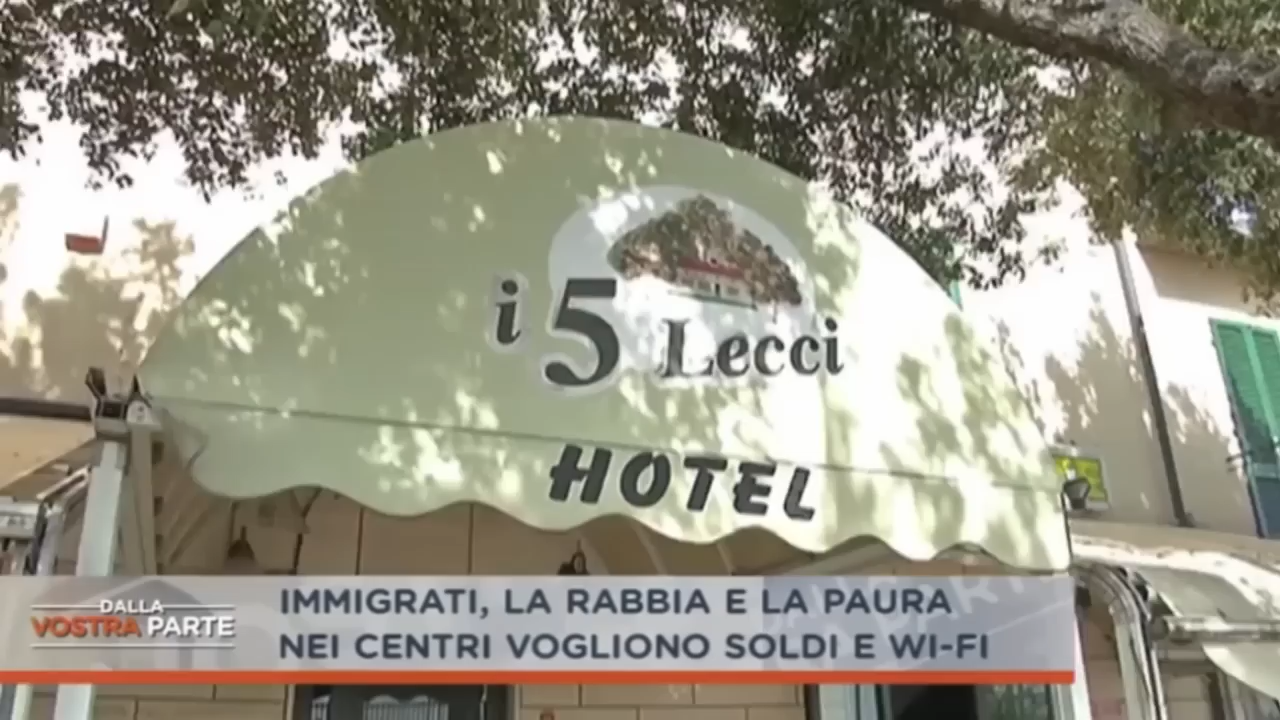 i 5 Lecci
HOTEL
DALLA
VOSTRA PARTE
IMMIGRATI, LA RABBIA E LA PAURA
NEI CENTRI VOGLIONO SOLDI E WI-FI